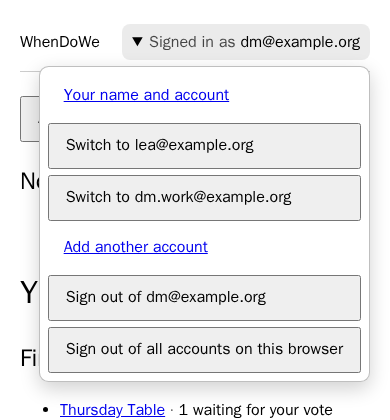 WhenDoWe
▼ Signed in as dm@example.org
Your name and account
Switch to lea@example.org
Switch to dm.work@example.org
Add another account
Sign out of dm@example.org
Sign out of all accounts on this browser
• Thursday Table · 1 waiting for your vote